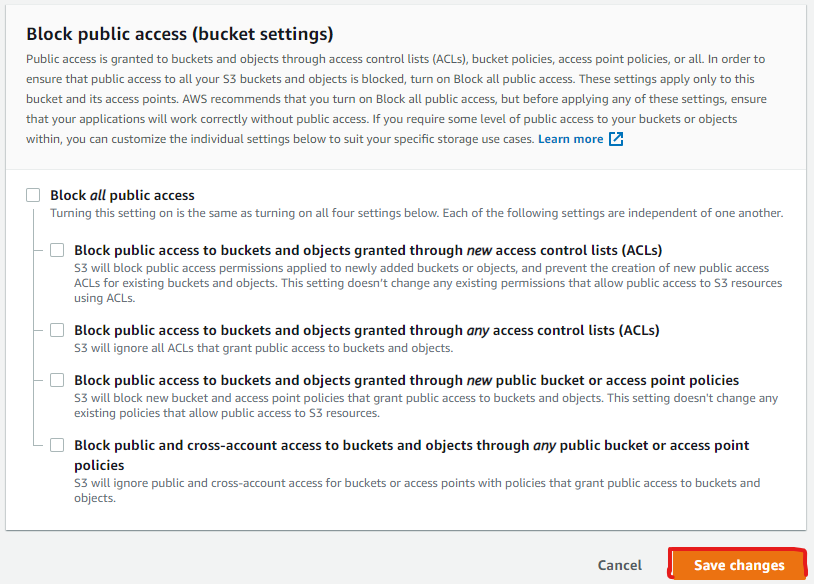 Block public access (bucket settings)
Public access is granted to buckets and objects through access control lists (ACLs), bucket policies, access point policies, or all. In order to
ensure that public access to all your S3 buckets and objects is blocked, turn on Block all public access. These settings apply only to this
bucket and its access points. AWS recommends that you turn on Block all public access, but before applying any of these settings, ensure
that your applications will work correctly without public access. If you require some level of public access to your buckets or objects
within, you can customize the individual settings below to suit your specific storage use cases. Learn more
Block all public access
Turning this setting on is the same as turning on all four settings below. Each of the following settings are independent of one another.
Block public access to buckets and objects granted through new access control lists (ACLs)
S3 will block public access permissions applied to newly added buckets or objects, and prevent the creation of new public access
ACLs for existing buckets and objects. This setting doesn't change any existing permissions that allow public access to S3 resources
using ACLs.
Block public access to buckets and objects granted through any access control lists (ACLs)
S3 will ignore all ACLs that grant public access to buckets and objects.
Block public access to buckets and objects granted through new public bucket or access point policies
S3 will block new bucket and access point policies that grant public access to buckets and objects. This setting doesn't change any
existing policies that allow public access to S3 resources.
Block public and cross-account access to buckets and objects through any public bucket or access point
policies
S3 will ignore public and cross-account access for buckets or access points with policies that grant public access to buckets and
objects.
Cancel Save changes